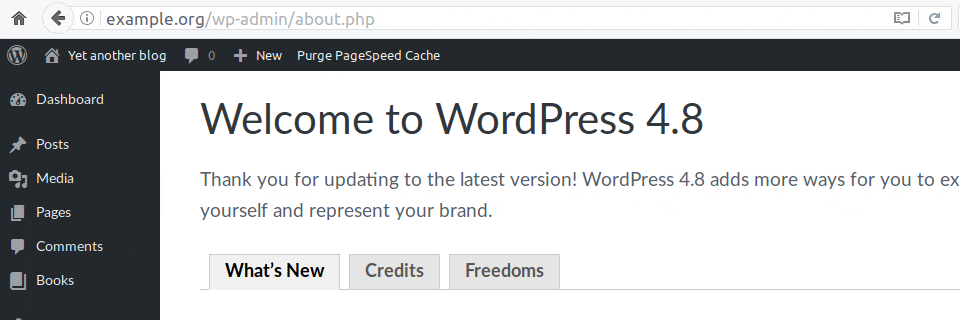 example.org/wp-admin/about.php
Yet another blog 0 New Purge PageSpeed Cache
Dashboard
Posts
Media
Pages
Comments
Books
Welcome to WordPress 4.8
Thank you for updating to the latest version! WordPress 4.8 adds more ways for you to ex
yourself and represent your brand.
What's New Credits Freedoms